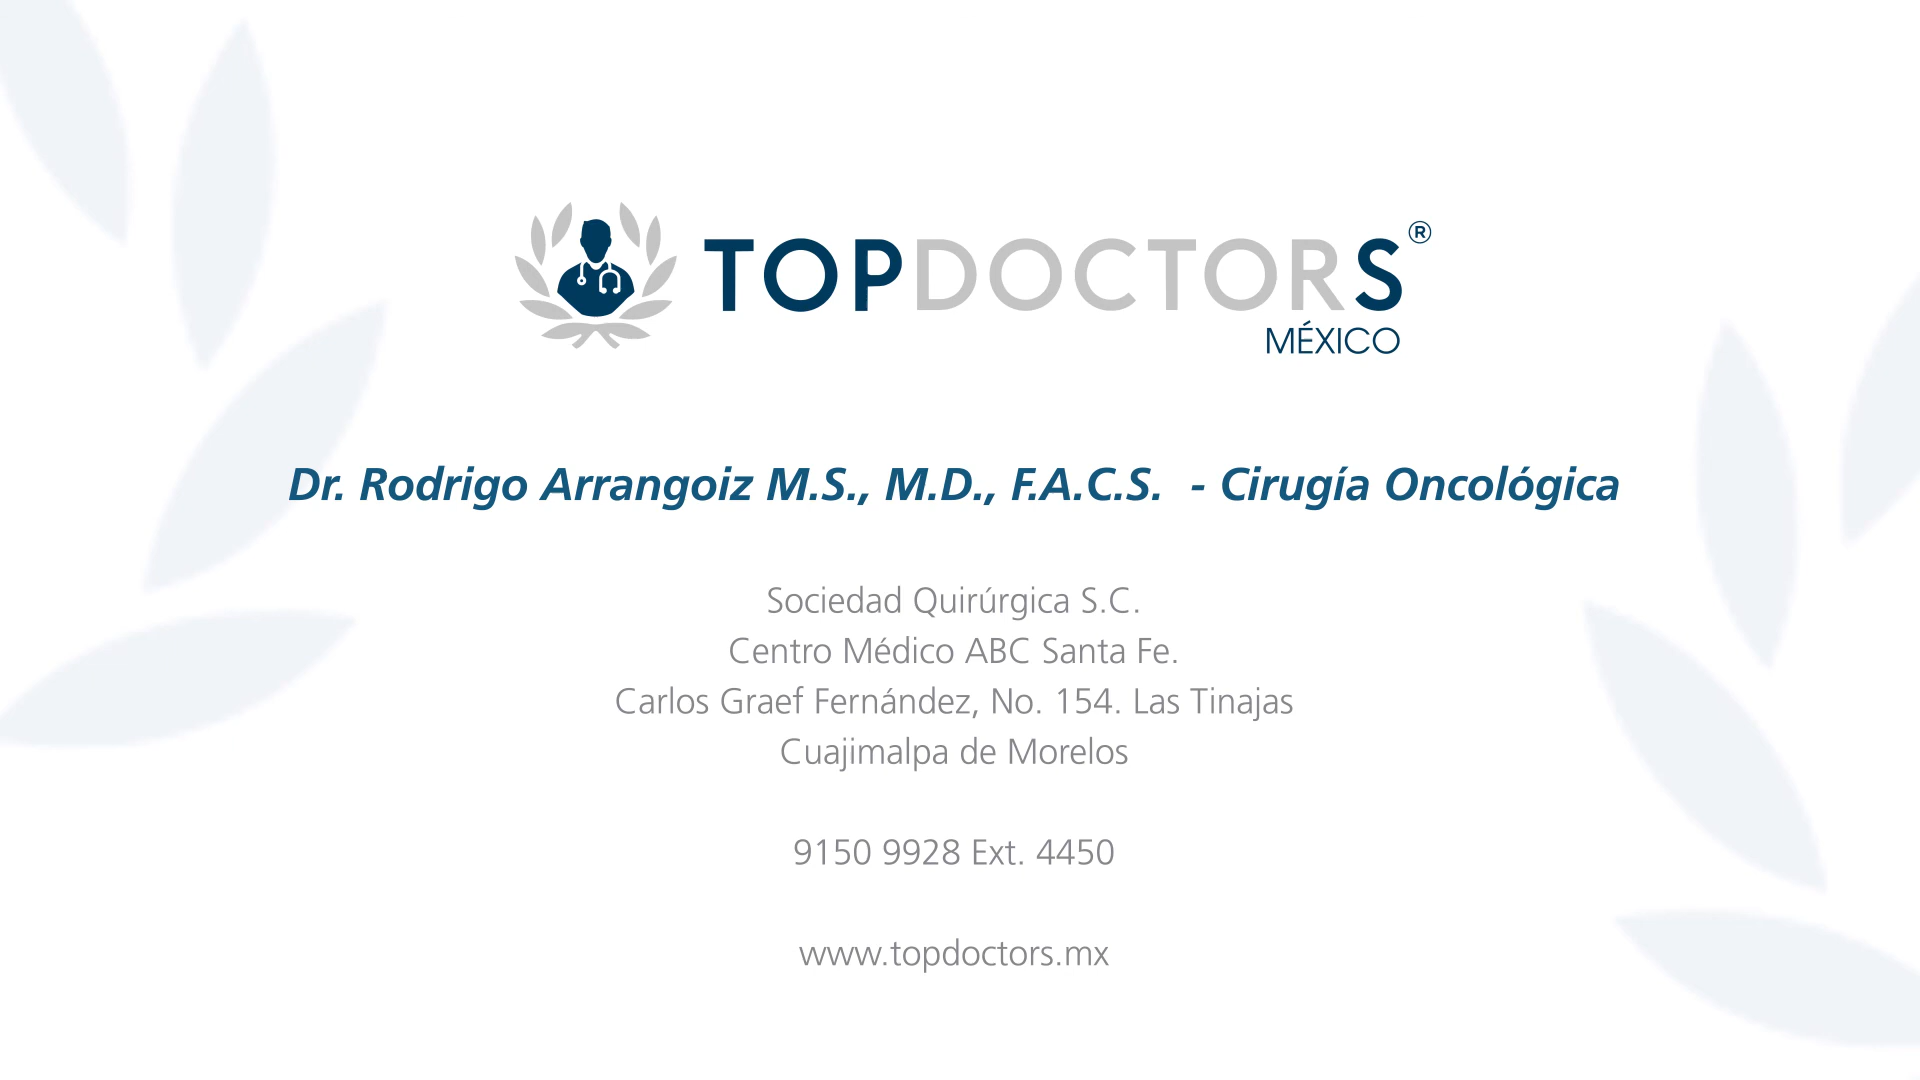 TOPDOCTORS®
MÉXICO
Dr. Rodrigo Arrangoiz M.S., M.D., F.A.C.S. - Cirugía Oncológica
Sociedad Quirúrgica S.C.
Centro Médico ABC Santa Fe.
Carlos Graef Fernández, No. 154. Las Tinajas
Cuajimalpa de Morelos
9150 9928 Ext. 4450
www.topdoctors.mx